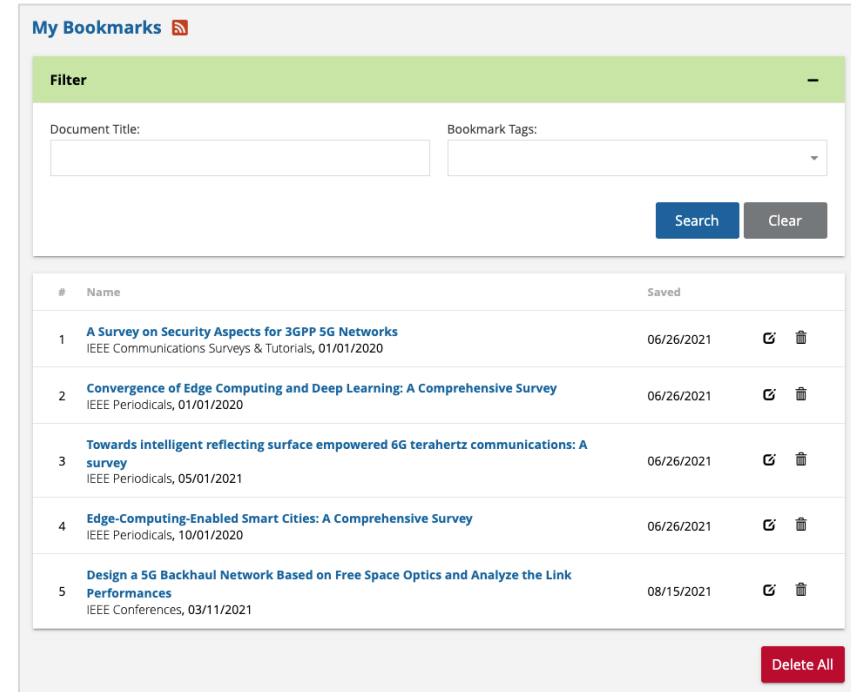 My Bookmarks
Filter
Document Title: Bookmark Tags:
Search Clear
# Name Saved
1 A Survey on Security Aspects for 3GPP 5G Networks 06/26/2021
IEEE Communications Surveys & Tutorials, 01/01/2020
2 Convergence of Edge Computing and Deep Learning: A Comprehensive Survey 06/26/2021
IEEE Periodicals, 01/01/2020
Towards intelligent reflecting surface empowered 6G terahertz communications: A
3 survey 06/26/2021
IEEE Periodicals, 05/01/2021
4 Edge-Computing-Enabled Smart Cities: A Comprehensive Survey 06/26/2021
IEEE Periodicals, 10/01/2020
Design a 5G Backhaul Network Based on Free Space Optics and Analyze the Link
5 Performances 08/15/2021
IEEE Conferences, 03/11/2021
Delete All